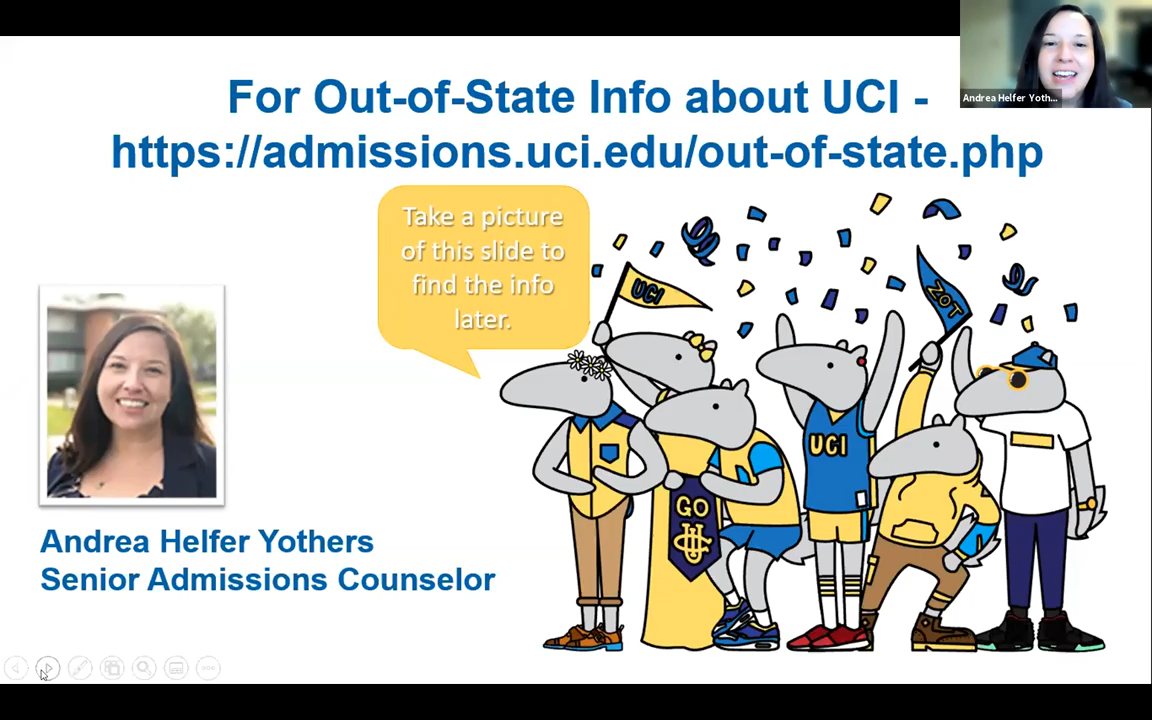 For Out-of-State Info about UCI -
https://admissions.uci.edu/out-of-state.php
Andrea Helfer Yoth...
Take a picture
of this slide to
find the info
later.
UCI
ZOT
UCI
GO
UC
Andrea Helfer Yothers
Senior Admissions Counselor